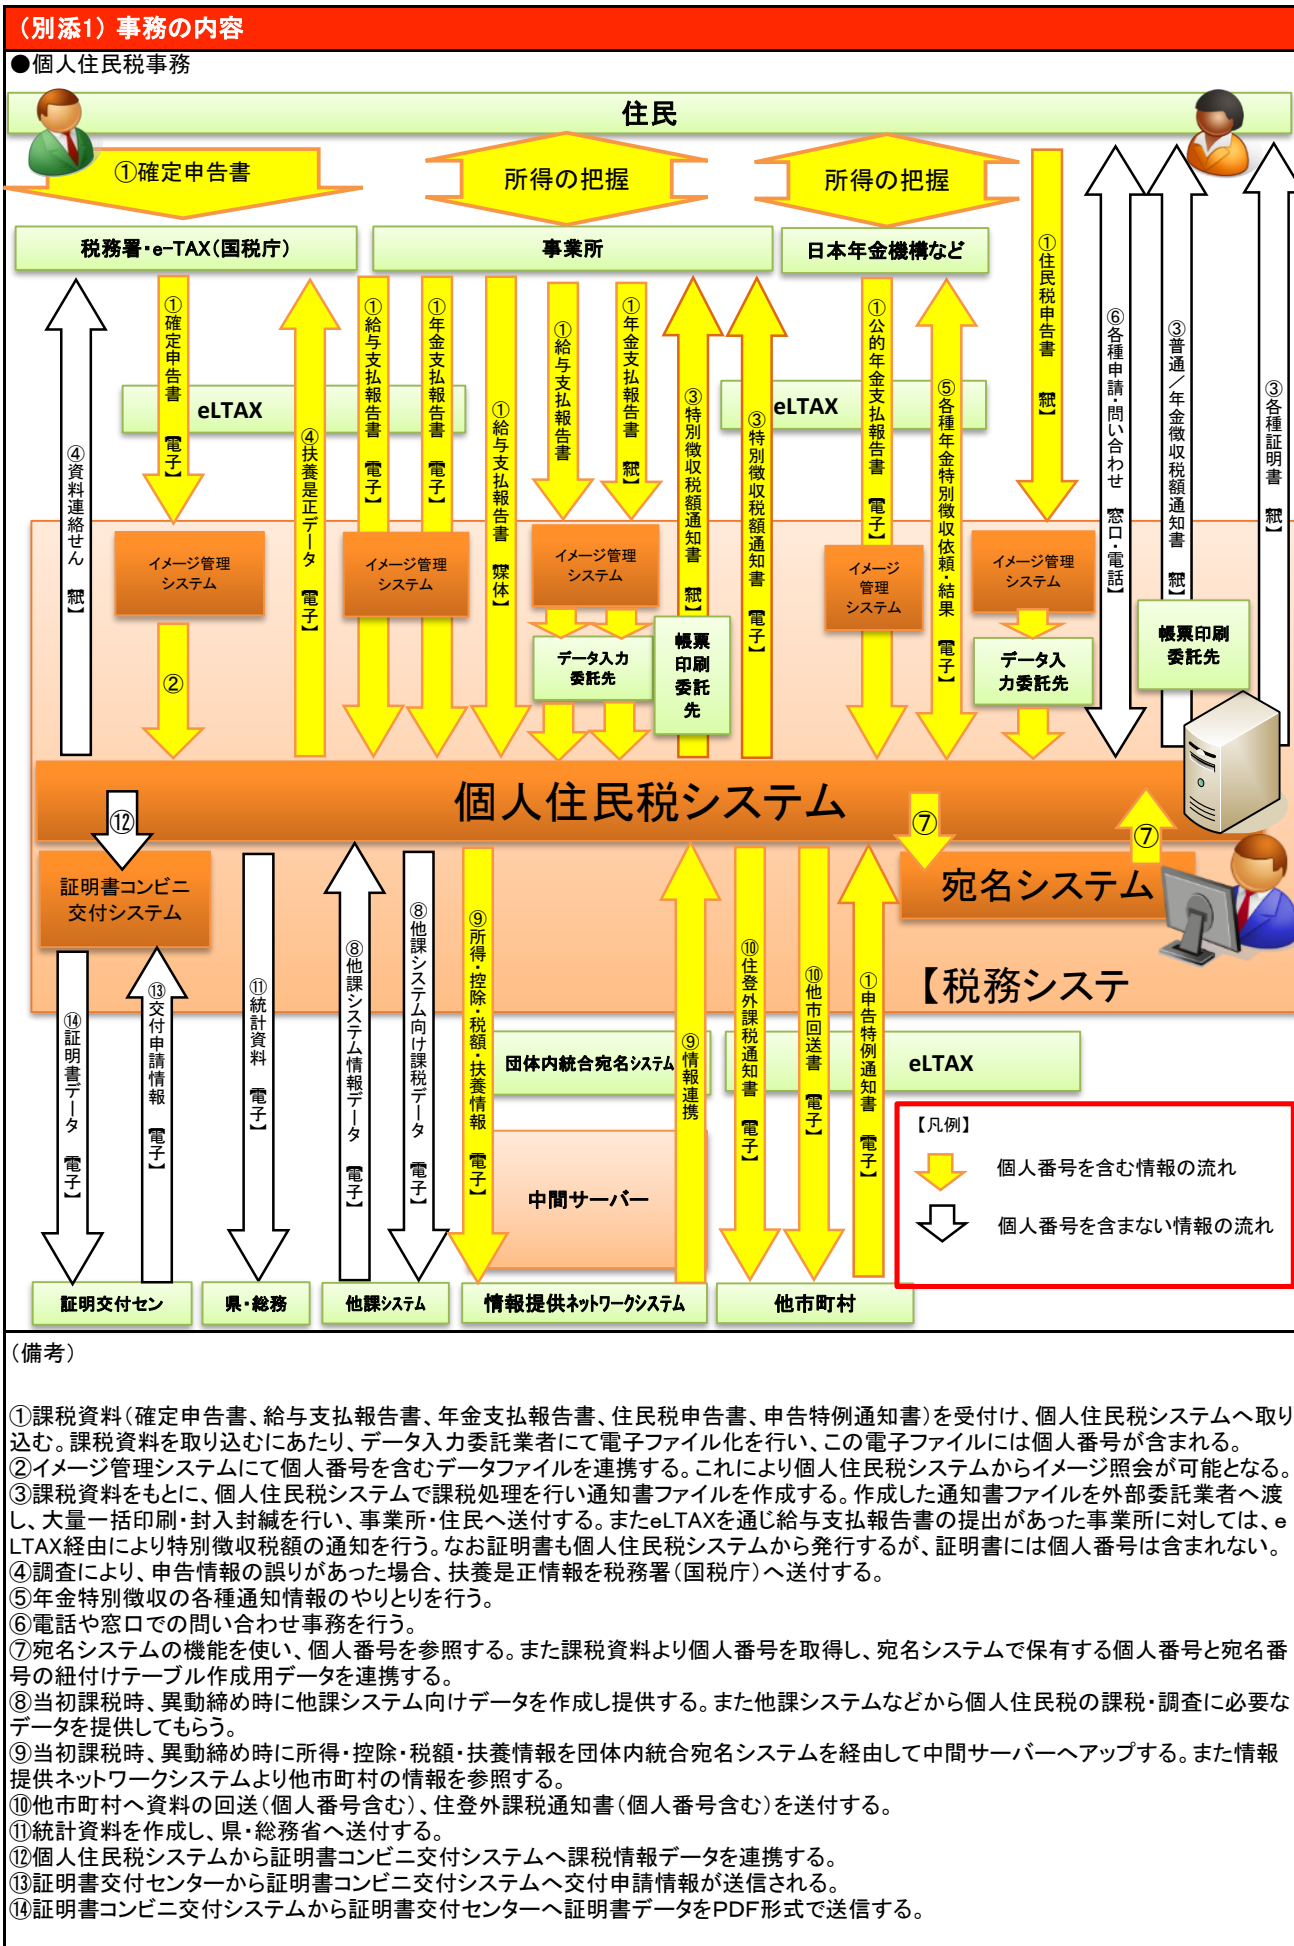 （別添1）事務の内容
●個人住民税事務
住民
①確定申告書
所得の把握
所得の把握
税務署・e-TAX（国税庁）
事業所
日本年金機構など
①住民税申告書 【紙】
④資料連絡せん 【紙】
①確定申告書 【電子】
④扶養是正データ 【電子】
①給与支払報告書 【電子】
①年金支払報告書 【電子】
①給与支払報告書 【媒体】
①給与支払報告書
①年金支払報告書 【紙】
③特別徴収税額通知書 【紙】
③特別徴収税額通知書 【電子】
①公的年金支払報告書 【電子】
⑤各種年金特別徴収依頼・結果 【電子】
⑥各種申請・問い合わせ 【窓口・電話】
③普通／年金徴収税額通知書 【紙】
③各種証明書 【紙】
eLTAX
eLTAX
イメージ管理
システム
イメージ管理
システム
イメージ管理
システム
イメージ
管理
システム
イメージ管理
システム
②
データ入力
委託先
帳票
印刷
委託
先
データ入
力委託先
帳票印刷
委託先
個人住民税システム
⑫
⑦
⑦
証明書コンビニ
交付システム
宛名システム
【税務システ
⑭証明書データ 【電子】
⑬交付申請情報 【電子】
⑪統計資料 【電子】
⑧他課システム情報データ 【電子】
⑧他課システム向け課税データ 【電子】
⑨所得・控除・税額・扶養情報 【電子】
⑨情報連携
⑩住登外課税通知書 【電子】
⑩他市回送書 【電子】
①申告特例通知書 【電子】
団体内統合宛名システム
eLTAX
中間サーバー
【凡例】
個人番号を含む情報の流れ
個人番号を含まない情報の流れ
証明交付セン
県・総務
他課システム
情報提供ネットワークシステム
他市町村
（備考）
①課税資料（確定申告書、給与支払報告書、年金支払報告書、住民税申告書、申告特例通知書）を受付け、個人住民税システムへ取り
込む。課税資料を取り込むにあたり、データ入力委託業者にて電子ファイル化を行い、この電子ファイルには個人番号が含まれる。
②イメージ管理システムにて個人番号を含むデータファイルを連携する。これにより個人住民税システムからイメージ照会が可能となる。
③課税資料をもとに、個人住民税システムで課税処理を行い通知書ファイルを作成する。作成した通知書ファイルを外部委託業者へ渡
し、大量一括印刷・封入封緘を行い、事業所・住民へ送付する。またeLTAXを通じ給与支払報告書の提出があった事業所に対しては、e
LTAX経由により特別徴収税額の通知を行う。なお証明書も個人住民税システムから発行するが、証明書には個人番号は含まれない。
④調査により、申告情報の誤りがあった場合、扶養是正情報を税務署（国税庁）へ送付する。
⑤年金特別徴収の各種通知情報のやりとりを行う。
⑥電話や窓口での問い合わせ事務を行う。
⑦宛名システムの機能を使い、個人番号を参照する。また課税資料より個人番号を取得し、宛名システムで保有する個人番号と宛名番
号の紐付けテーブル作成用データを連携する。
⑧当初課税時、異動締め時に他課システム向けデータを作成し提供する。また他課システムなどから個人住民税の課税・調査に必要な
データを提供してもらう。
⑨当初課税時、異動締め時に所得・控除・税額・扶養情報を団体内統合宛名システムを経由して中間サーバーへアップする。また情報
提供ネットワークシステムより他市町村の情報を参照する。
⑩他市町村へ資料の回送（個人番号含む）、住登外課税通知書（個人番号含む）を送付する。
⑪統計資料を作成し、県・総務省へ送付する。
⑫個人住民税システムから証明書コンビニ交付システムへ課税情報データを連携する。
⑬証明書交付センターから証明書コンビニ交付システムへ交付申請情報が送信される。
⑭証明書コンビニ交付システムから証明書交付センターへ証明書データをPDF形式で送信する。